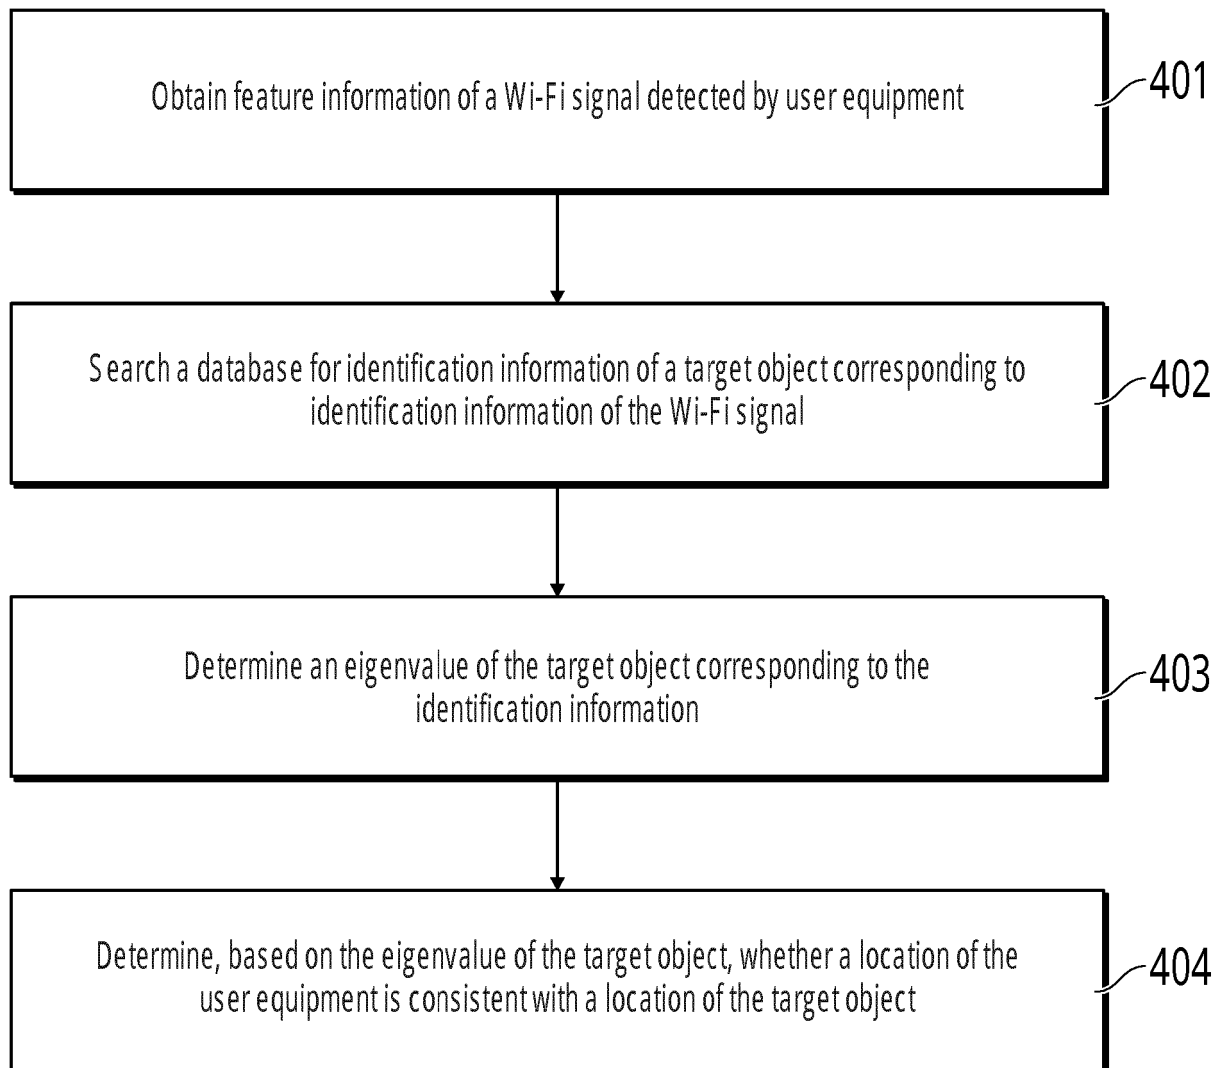 Obtain feature information of a Wi-Fi signal detected by user equipment
401
Search a database for identification information of a target object corresponding to
identification information of the Wi-Fi signal
402
Determine an eigenvalue of the target object corresponding to the
identification information
403
Determine, based on the eigenvalue of the target object, whether a location of the
user equipment is consistent with a location of the target object
404